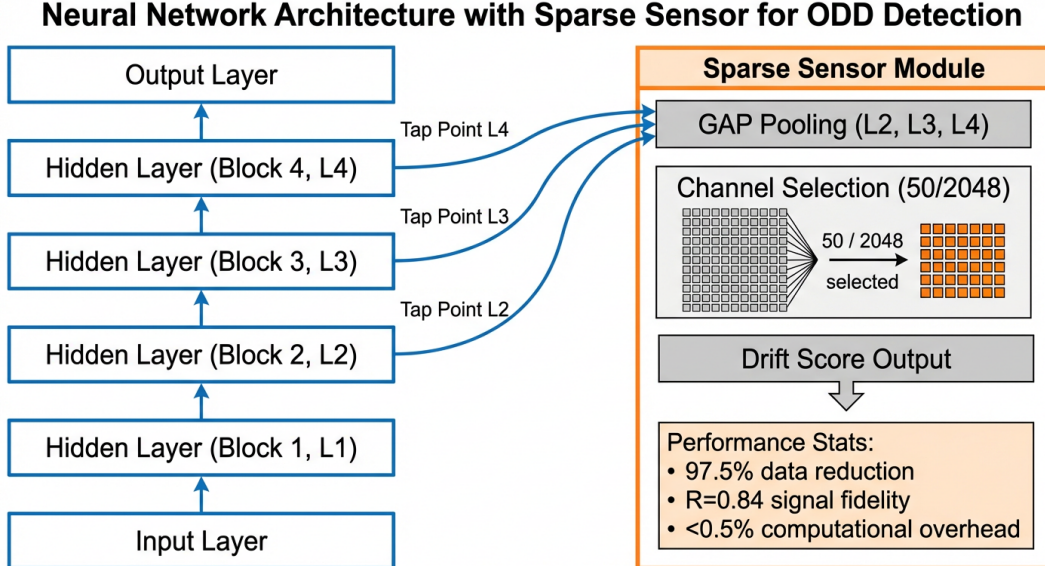 Neural Network Architecture with Sparse Sensor for ODD Detection
Output Layer
Hidden Layer (Block 4, L4)
Hidden Layer (Block 3, L3)
Hidden Layer (Block 2, L2)
Hidden Layer (Block 1, L1)
Input Layer
Tap Point L4
Tap Point L3
Tap Point L2
Sparse Sensor Module
GAP Pooling (L2, L3, L4)
Channel Selection (50/2048)
50 / 2048
selected
Drift Score Output
Performance Stats:
• 97.5% data reduction
• R=0.84 signal fidelity
• <0.5% computational overhead